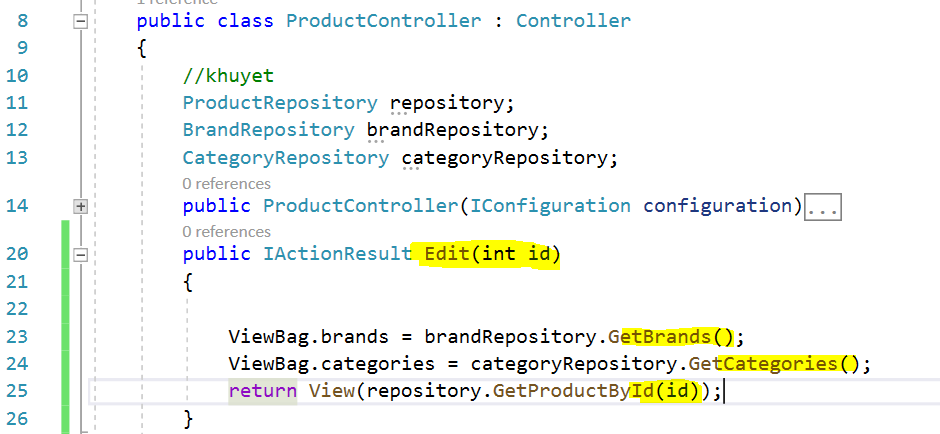 1 reference
8 public class ProductController : Controller
9 {
10 //khuyet
11 ProductRepository repository;
12 BrandRepository brandRepository;
13 CategoryRepository categoryRepository;
0 references
14 public ProductController(IConfiguration configuration)...
0 references
20 public IActionResult Edit(int id)
21 {
22
23 ViewBag.brands = brandRepository.GetBrands();
24 ViewBag.categories = categoryRepository.GetCategories();
25 return View(repository.GetProductById(id));
26 }